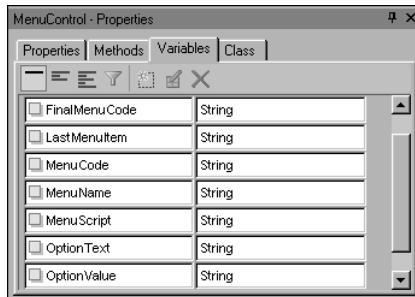 MenuControl - Properties
Properties Methods Variables Class
FinalMenuCode String
LastMenuItem String
MenuCode String
MenuName String
MenuScript String
OptionText String
OptionValue String